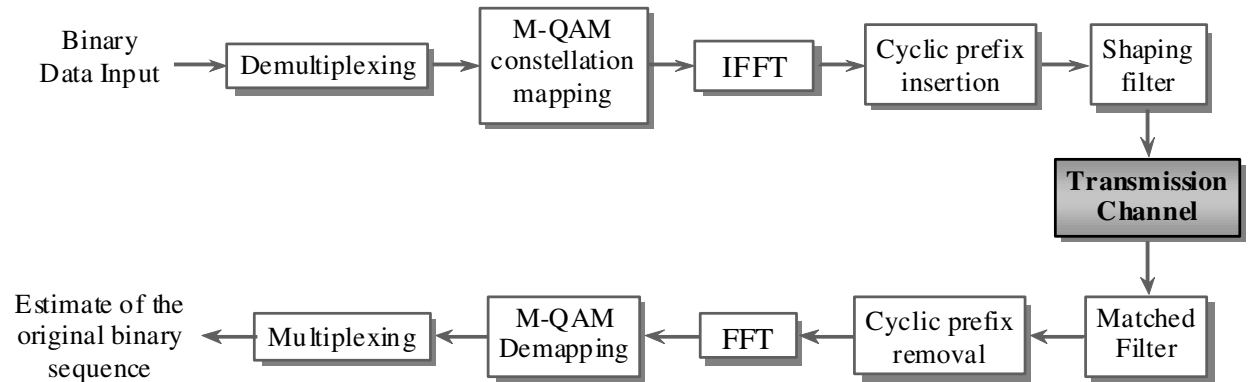 Binary
Data Input
Demultiplexing
M-QAM
constellation
mapping
IFFT
Cyclic prefix
insertion
Shaping
filter
Transmission
Channel
Estimate of the
original binary
sequence
Multiplexing
M-QAM
Demapping
FFT
Cyclic prefix
removal
Matched
Filter